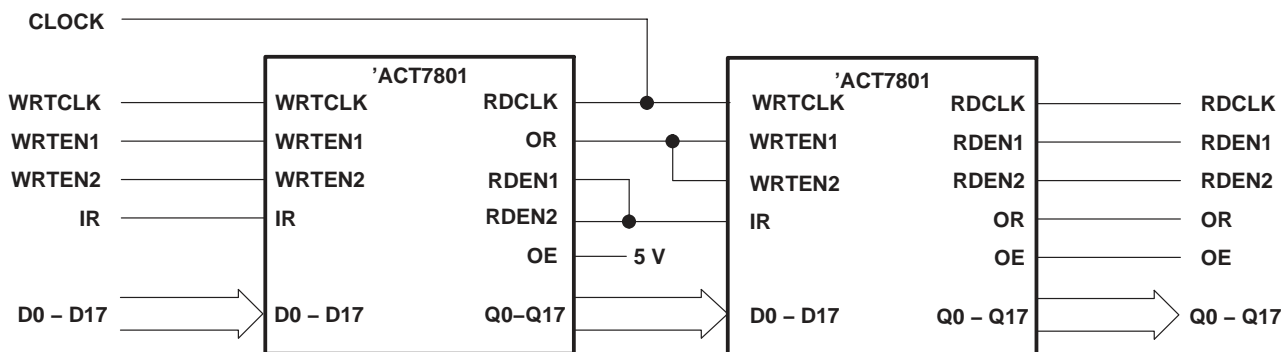 CLOCK
'ACT7801 'ACT7801
WRTCLK WRTCLK RDCLK WRTCLK RDCLK RDCLK
WRTEN1 WRTEN1 OR WRTEN1 RDEN1 RDEN1
WRTEN2 WRTEN2 RDEN1 WRTEN2 RDEN2 RDEN2
IR IR RDEN2 IR OR OR
OE 5 V OE OE
D0 – D17 D0 – D17 Q0–Q17 D0 – D17 Q0 – Q17 Q0 – Q17